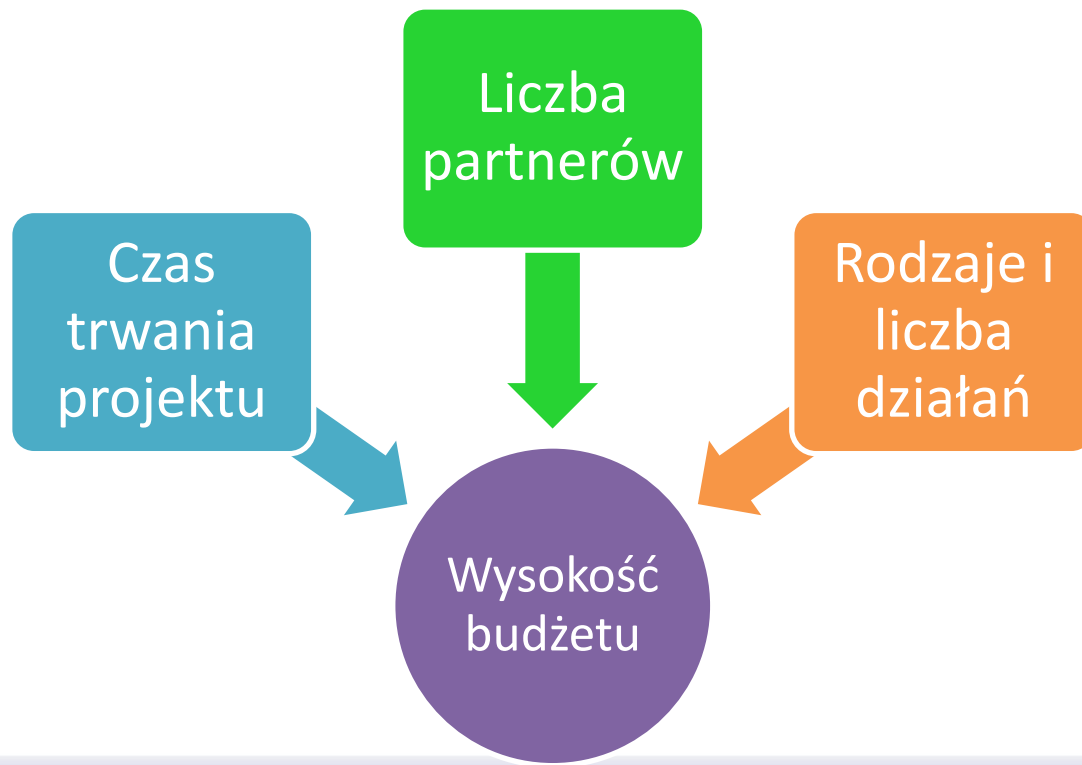 Liczba
partnerów
Czas
trwania
projektu
Rodzaje i
liczba
działań
Wysokość
budżetu